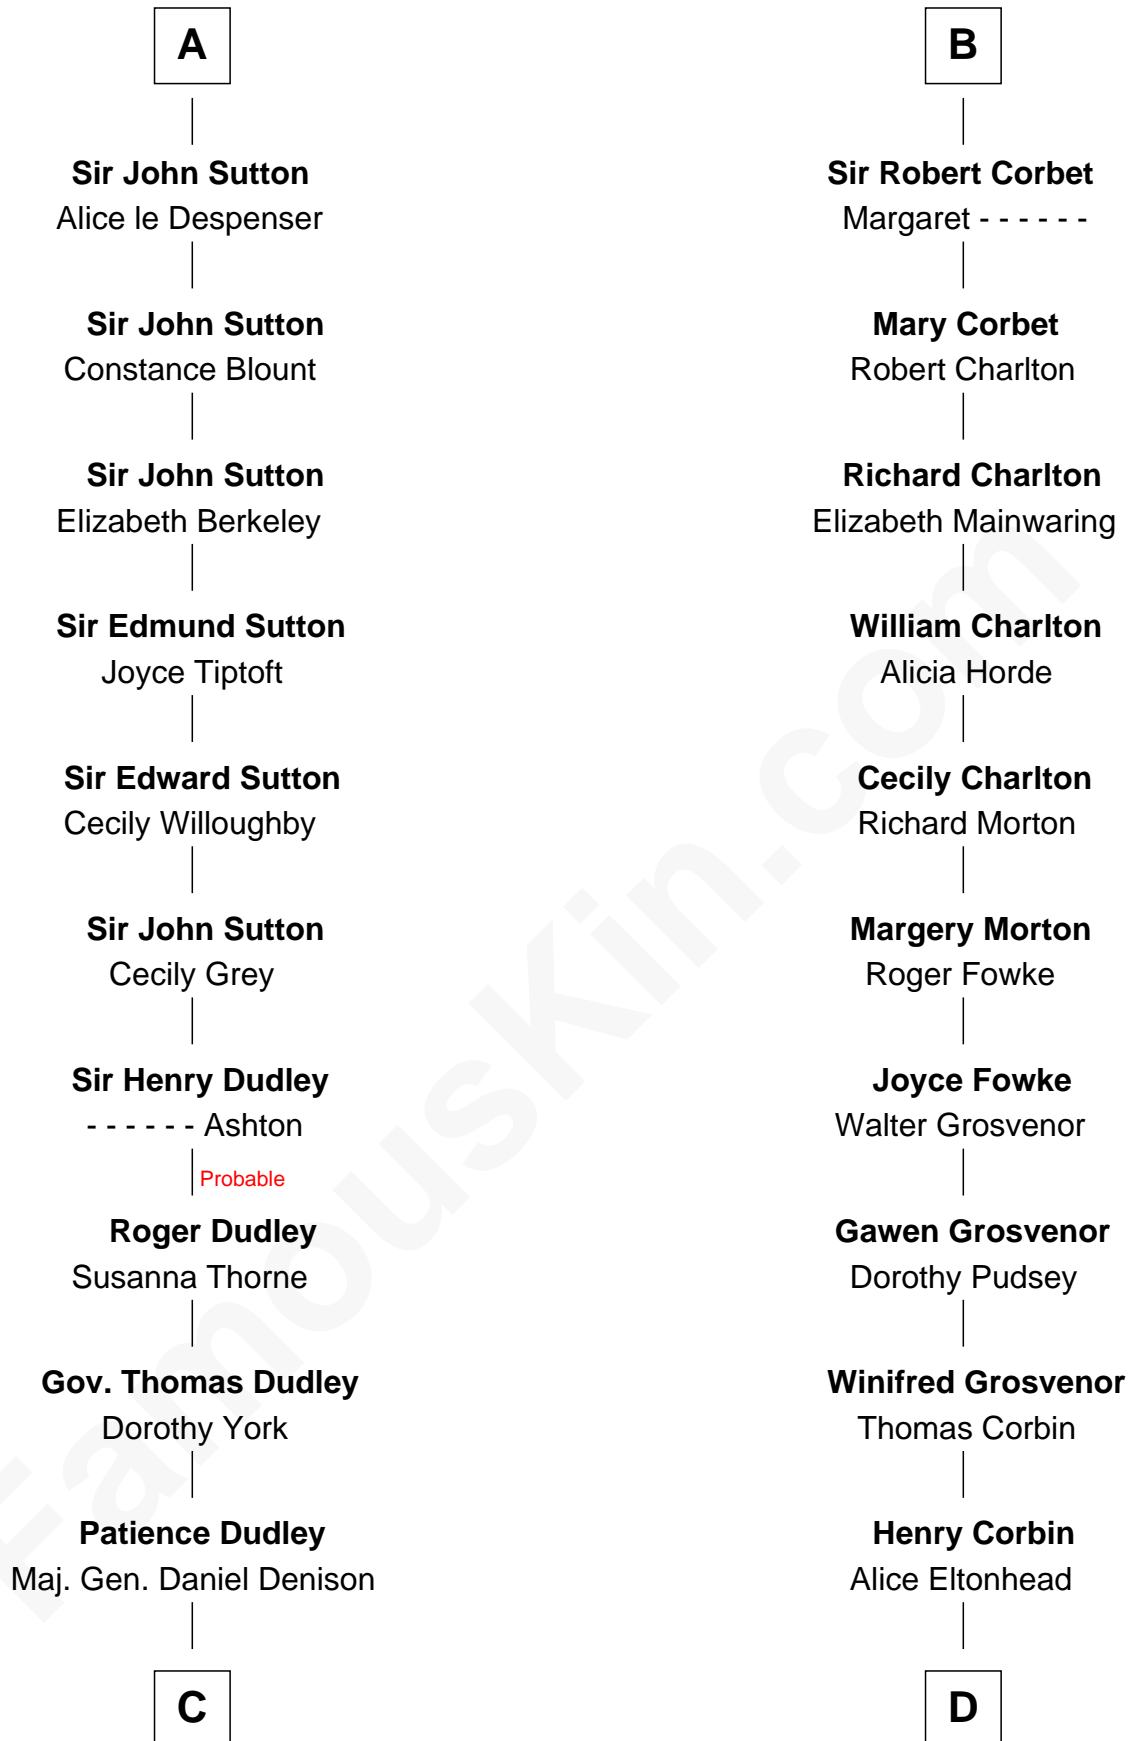 A
Sir John Sutton
Alice le Despenser
Sir John Sutton
Constance Blount
Sir John Sutton
Elizabeth Berkeley
Sir Edmund Sutton
Joyce Tiptoft
Sir Edward Sutton
Cecily Willoughby
Sir John Sutton
Cecily Grey
Sir Henry Dudley
- - - - - - Ashton
Probable
Roger Dudley
Susanna Thorne
Gov. Thomas Dudley
Dorothy York
Patience Dudley
Maj. Gen. Daniel Denison
C
B
Sir Robert Corbet
Margaret - - - - - -
Mary Corbet
Robert Charlton
Richard Charlton
Elizabeth Mainwaring
William Charlton
Alicia Horde
Cecily Charlton
Richard Morton
Margery Morton
Roger Fowke
Joyce Fowke
Walter Grosvenor
Gawen Grosvenor
Dorothy Pudsey
Winifred Grosvenor
Thomas Corbin
Henry Corbin
Alice Eltonhead
D
FamousKin.com